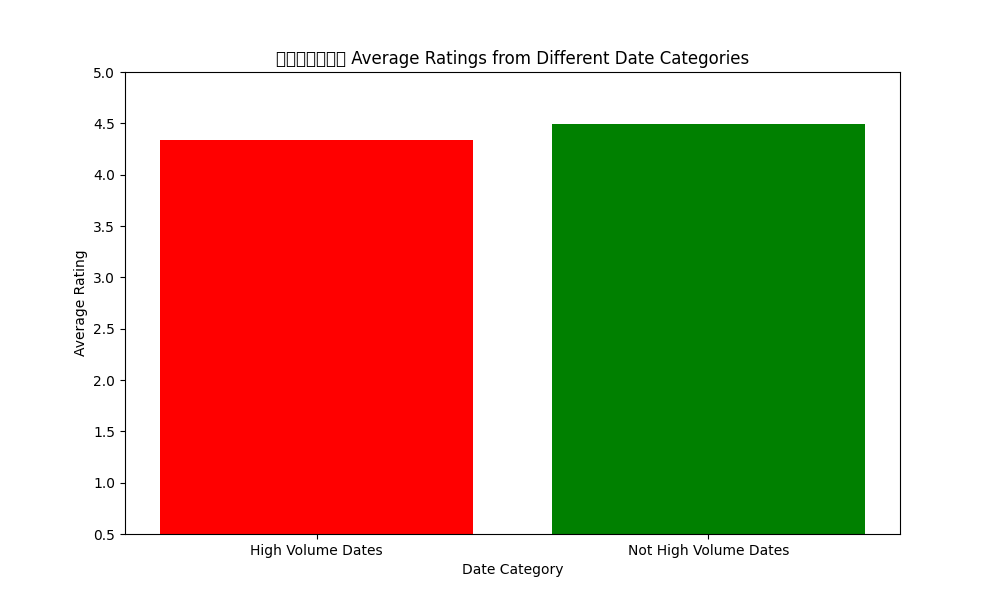 Average Ratings from Different Date Categories
5.0
4.5
4.0
3.5
3.0
2.5
2.0
1.5
1.0
0.5
Average Rating
High Volume Dates
Not High Volume Dates
Date Category